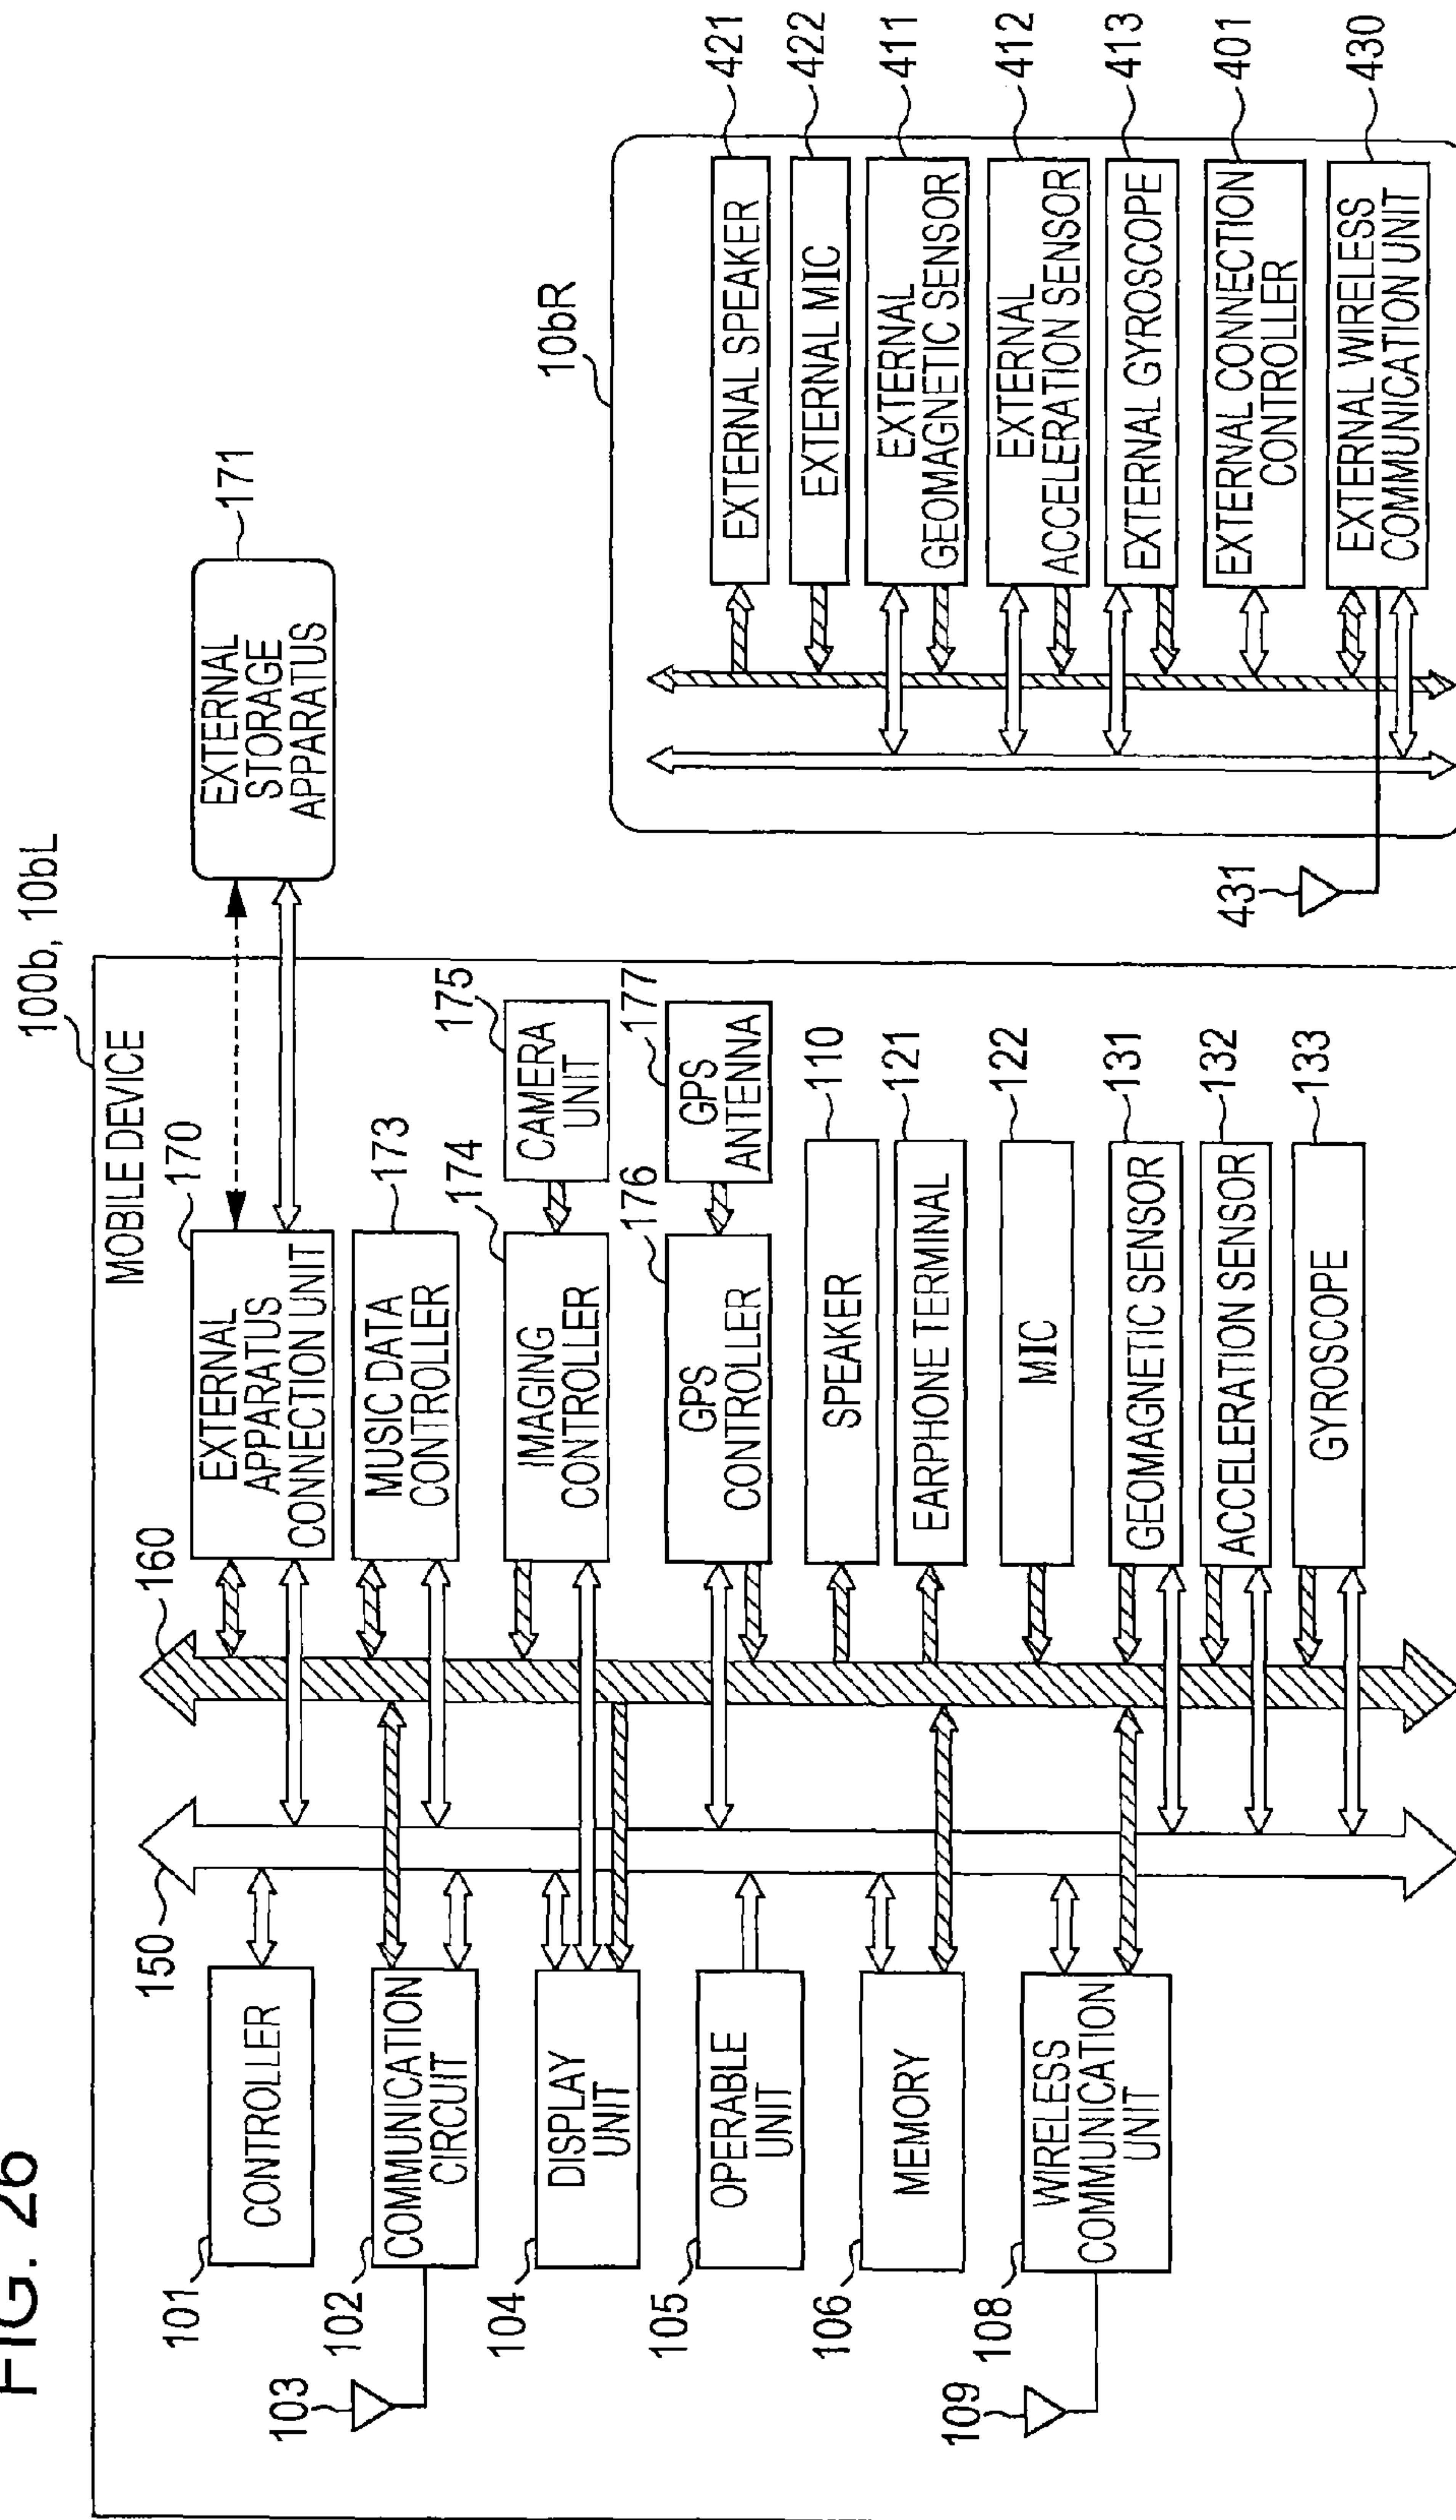 FIG. 26
100b, 10bL
MOBILE DEVICE
101
CONTROLLER
103
102
COMMUNICATION
CIRCUIT
104
DISPLAY
UNIT
105
OPERABLE
UNIT
106
MEMORY
109
108
WIRELESS
COMMUNICATION
UNIT
150
160
170
EXTERNAL
APPARATUS
CONNECTION UNIT
173
MUSIC DATA
CONTROLLER
174
IMAGING
CONTROLLER
175
CAMERA
UNIT
176
GPS
CONTROLLER
177
GPS
ANTENNA
SPEAKER
110
EARPHONE TERMINAL
121
MIC
122
GEOMAGNETIC SENSOR
131
ACCELERATION SENSOR
132
GYROSCOPE
133
EXTERNAL
STORAGE
APPARATUS
171
10bR
EXTERNAL SPEAKER
421
EXTERNAL MIC
422
EXTERNAL
GEOMAGNETIC SENSOR
411
EXTERNAL
ACCELERATION SENSOR
412
EXTERNAL GYROSCOPE
413
EXTERNAL CONNECTION
CONTROLLER
401
EXTERNAL WIRELESS
COMMUNICATION UNIT
430
431